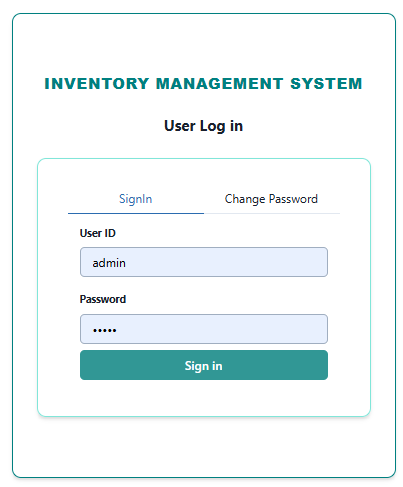 INVENTORY MANAGEMENT SYSTEM
User Log in
SignIn Change Password
User ID
admin
Password
•••••
Sign in